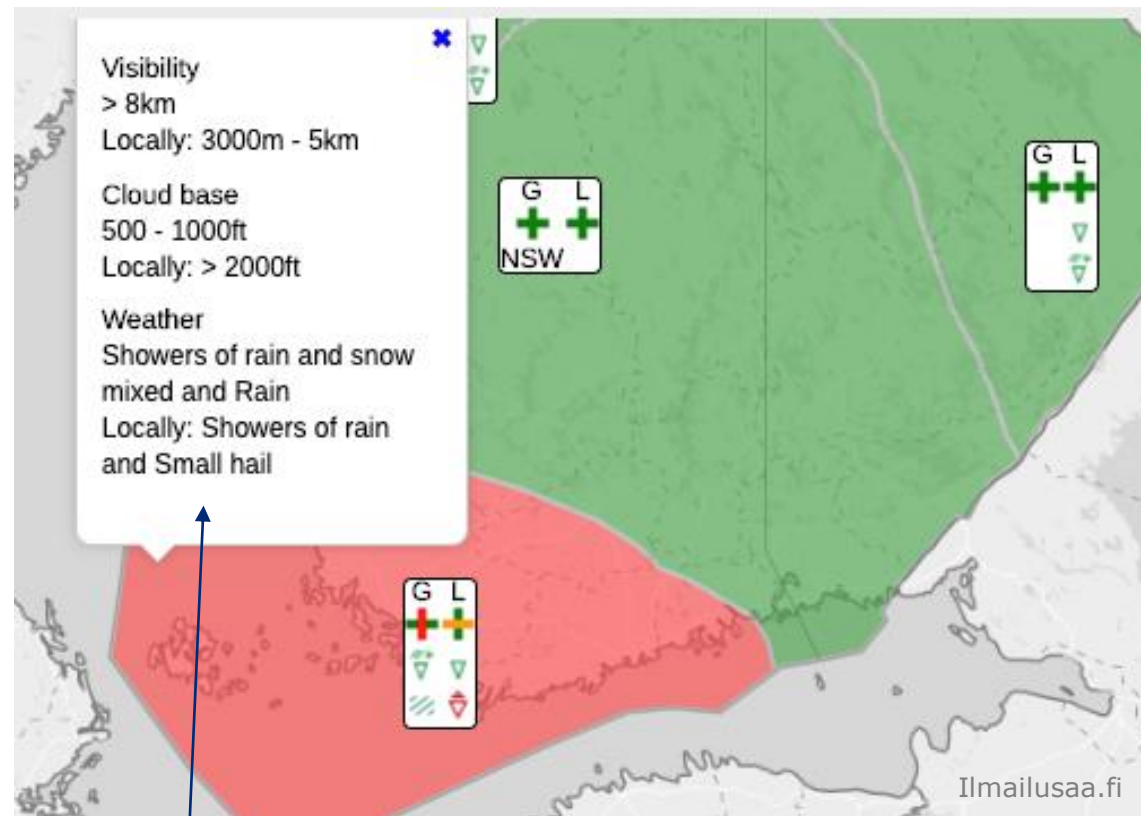 Visibility
> 8km
Locally: 3000m - 5km
Cloud base
500 - 1000ft
Locally: > 2000ft
Weather
Showers of rain and snow
mixed and Rain
Locally: Showers of rain
and Small hail
G L
NSW
G L
G L
Ilmailusaa.fi